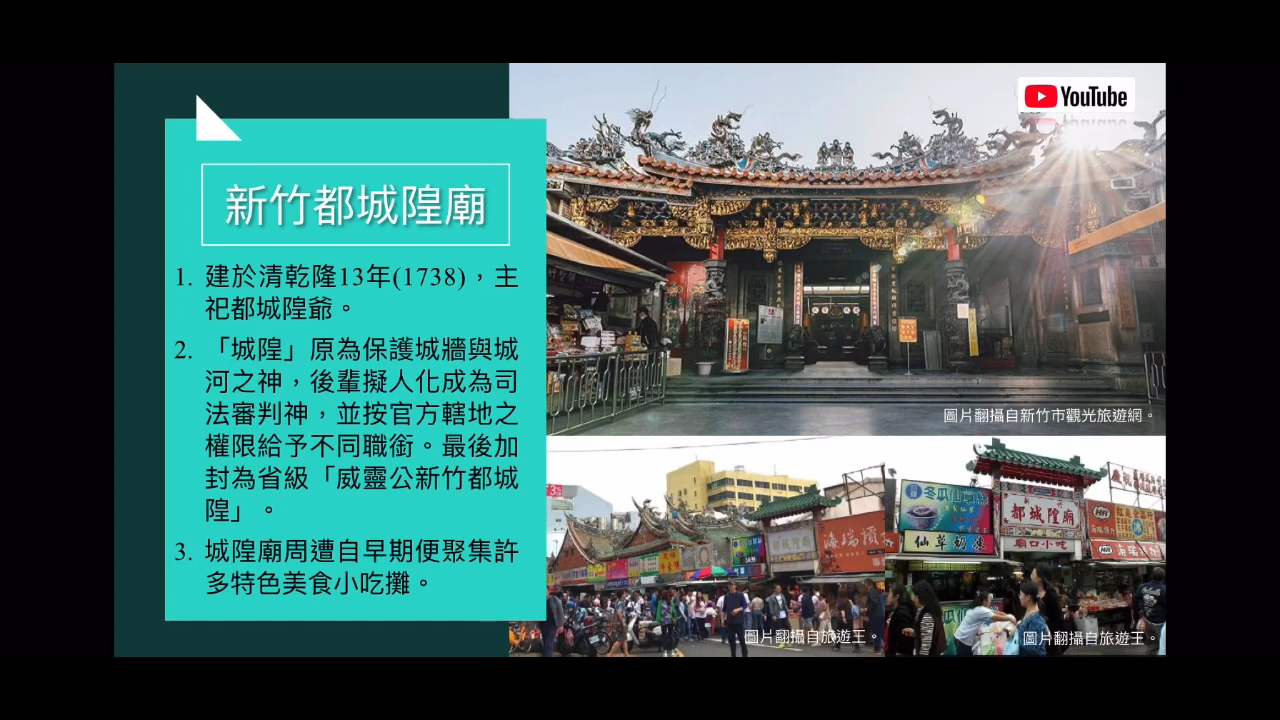 YouTube
新竹都城隍廟
1. 建於清乾隆13年(1738)，主
祀都城隍爺。
2. 「城隍」原為保護城牆與城
河之神，後輩擬人化成為司
法審判神，並按官方轄地之
權限給予不同職銜。最後加
封為省級「威靈公新竹都城
隍」。
3. 城隍廟周遭自早期便聚集許
多特色美食小吃攤。
圖片翻攝自新竹市觀光旅遊網。
冬瓜仙草
仙草
都城隍廟
廟口小吃
海瑞
圖片翻攝自旅遊王。
圖片翻攝自旅遊王。